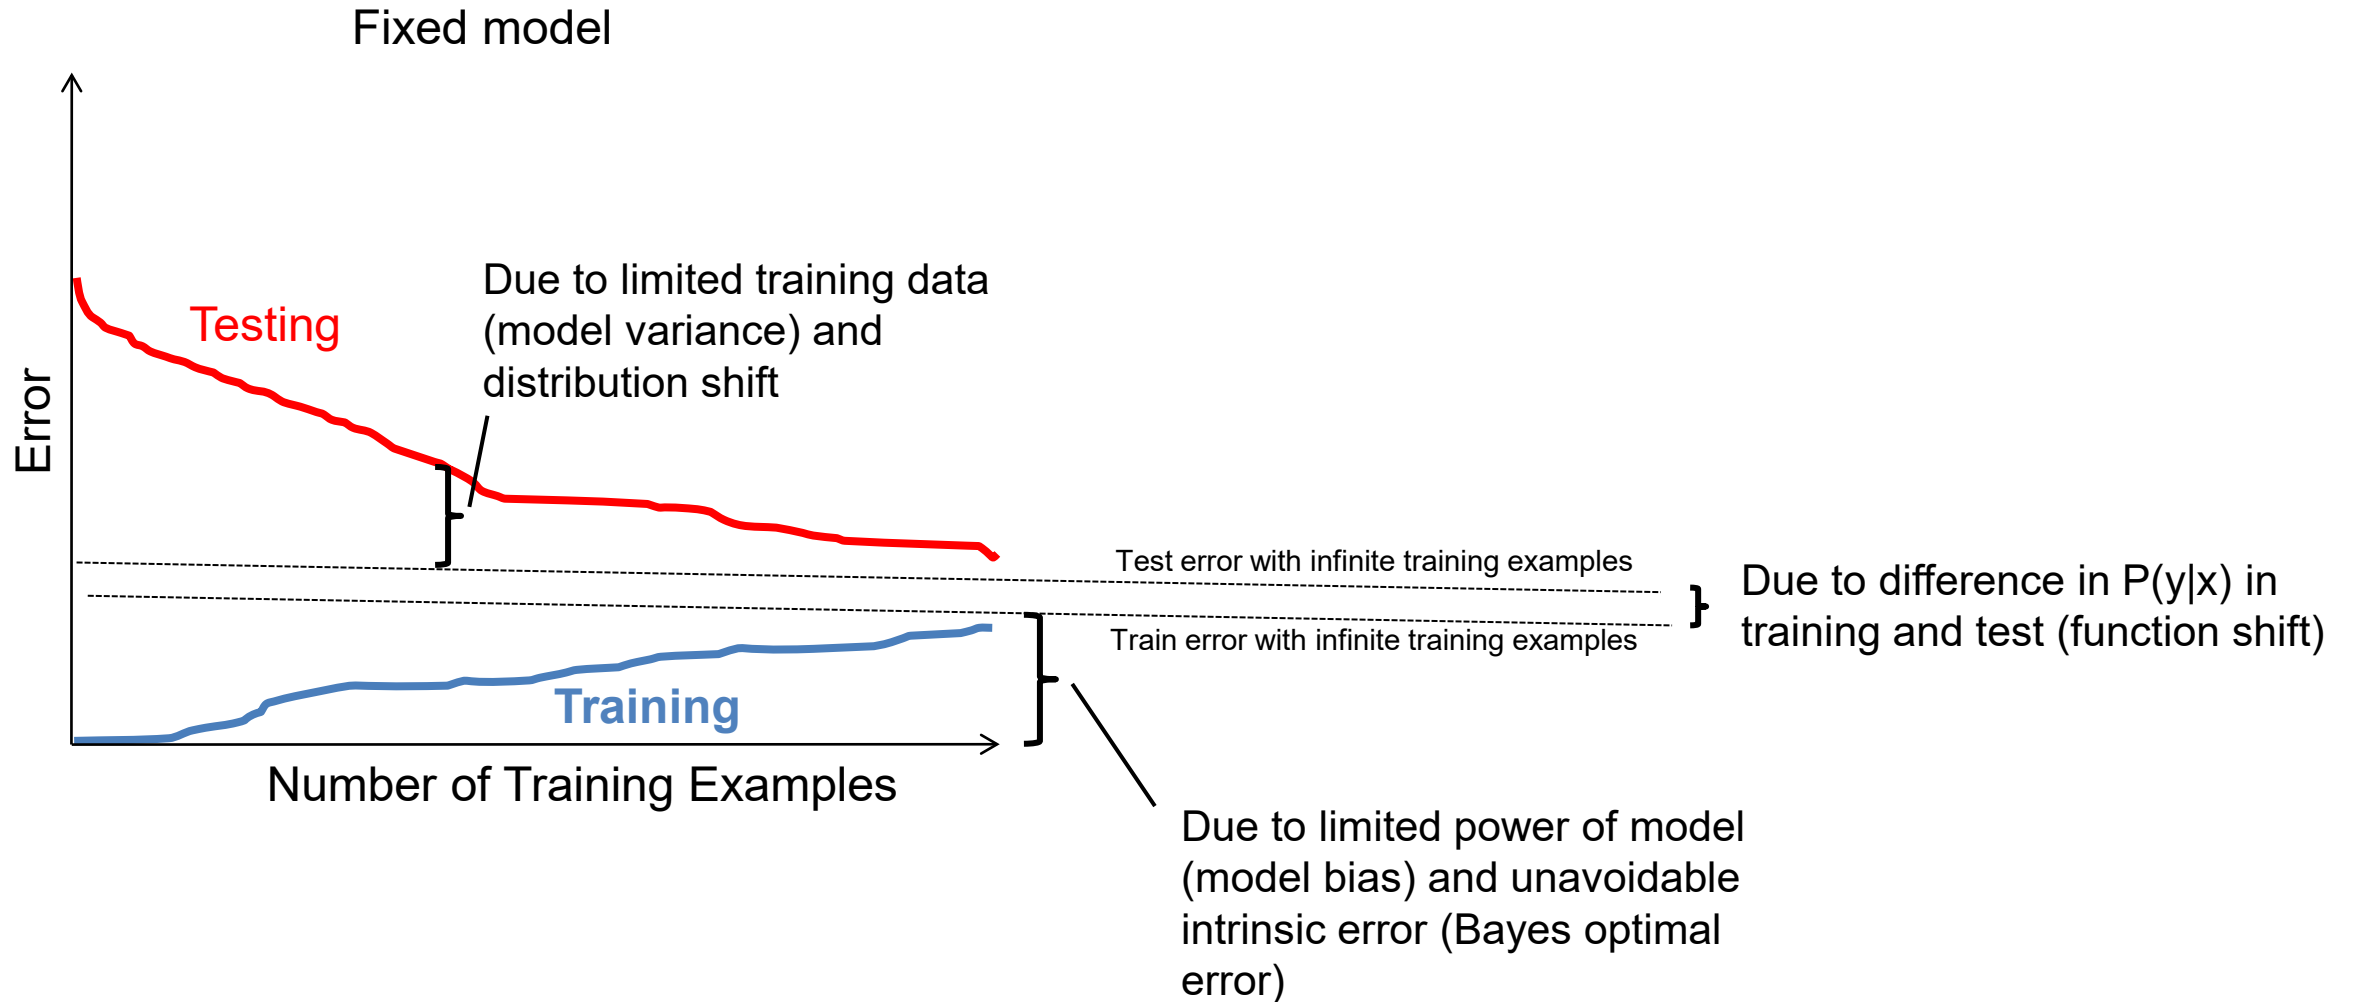 Fixed model
Due to limited training data
(model variance) and
distribution shift
Testing
Error
Test error with infinite training examples
Due to difference in P(y|x) in
training and test (function shift)
Train error with infinite training examples
Training
Number of Training Examples
Due to limited power of model
(model bias) and unavoidable
intrinsic error (Bayes optimal
error)